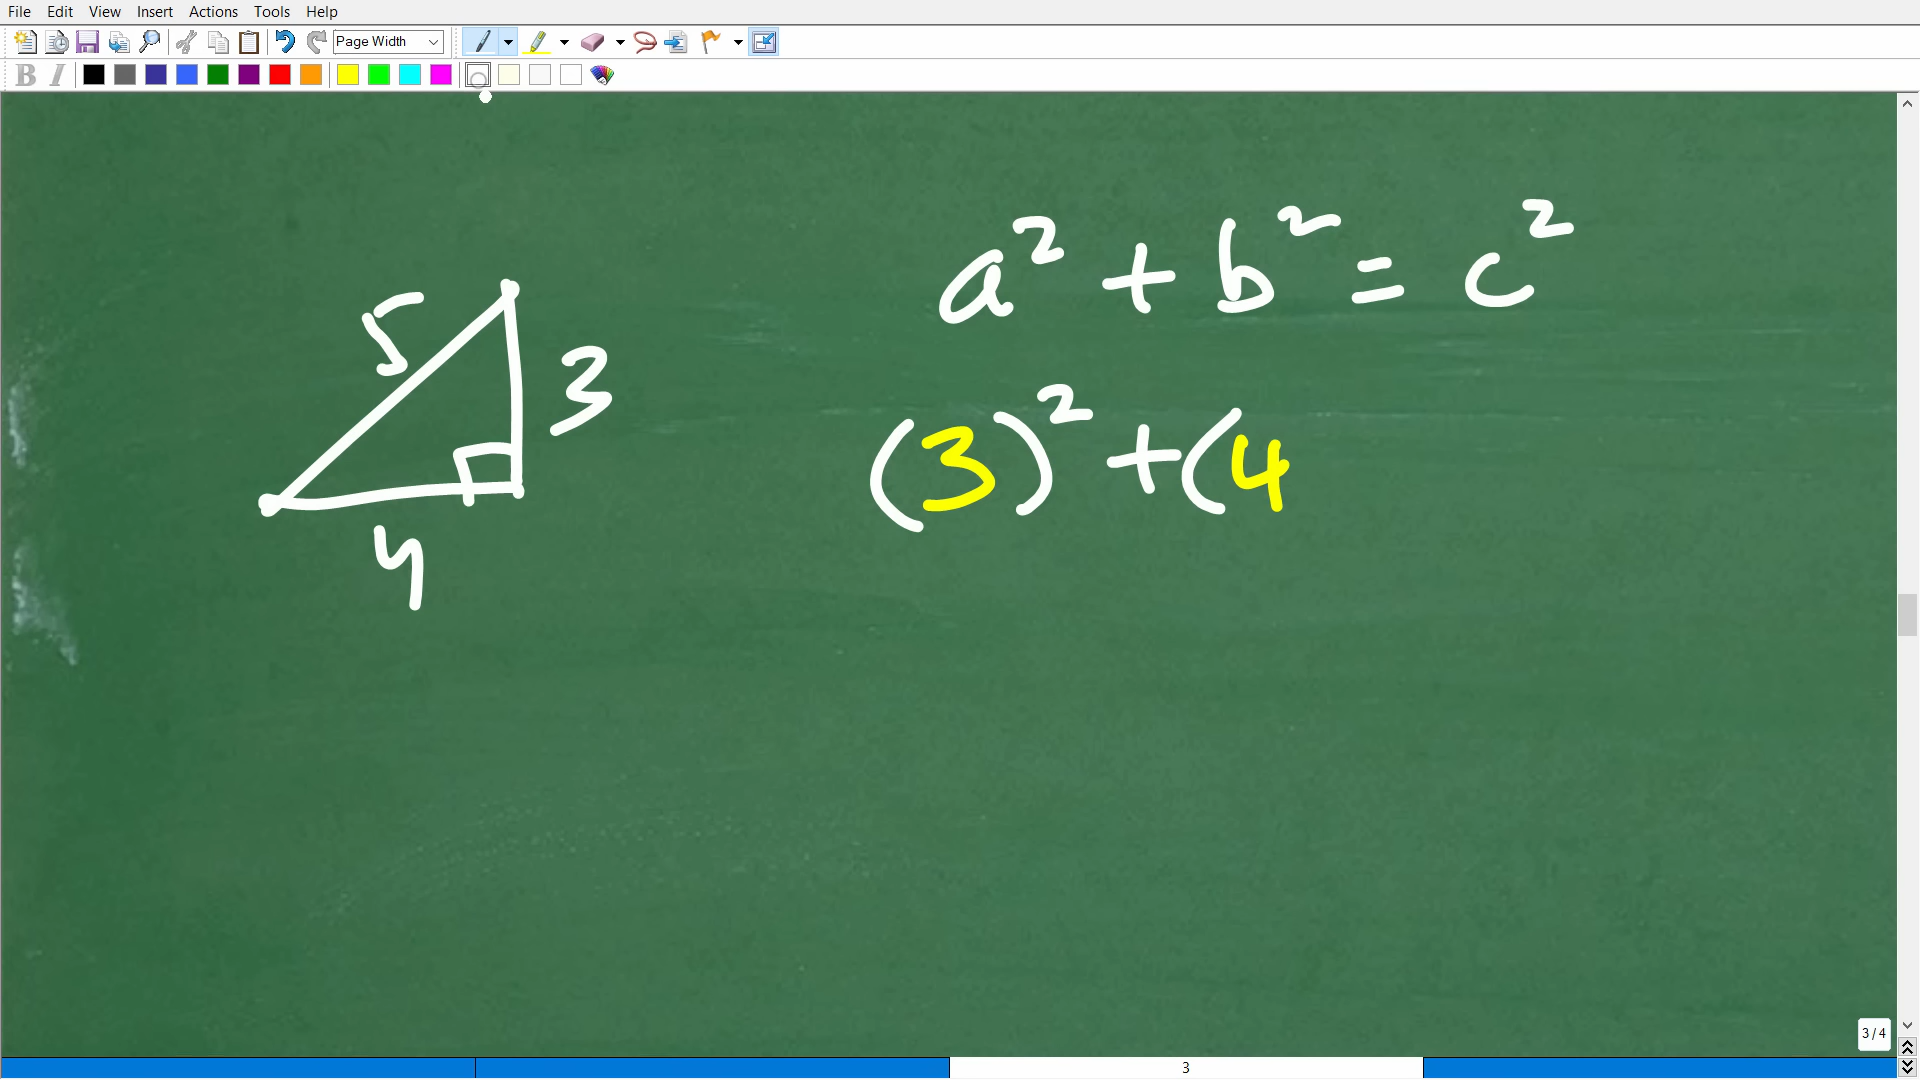 File Edit View Insert Actions Tools Help
Page Width
B I
a² + b² = c²
5
3
(3)² + (4
4
3 / 4
3